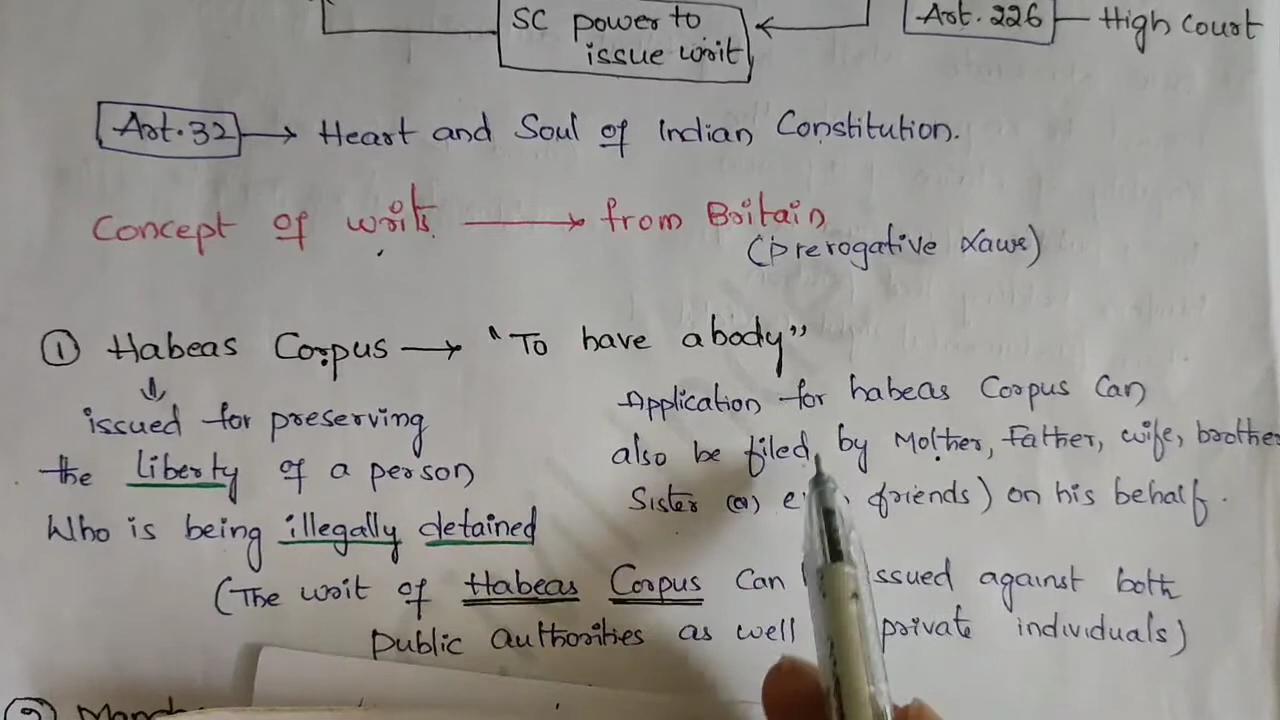 SC power to
issue writ
Art. 226 — High Court
Art. 32 → Heart and Soul of Indian Constitution.
Concept of writs. → from Britain
(Prerogative Laws)
① Habeas Corpus → "To have a body"
issued for preserving
the liberty of a person
Who is being illegally detained
Application for habeas Corpus Can
also be filed by Mother, Father, wife, brother
Sister (or) friends) on his behalf.
(The writ of Habeas Corpus Can issued against both
public authorities as well private individuals)
②